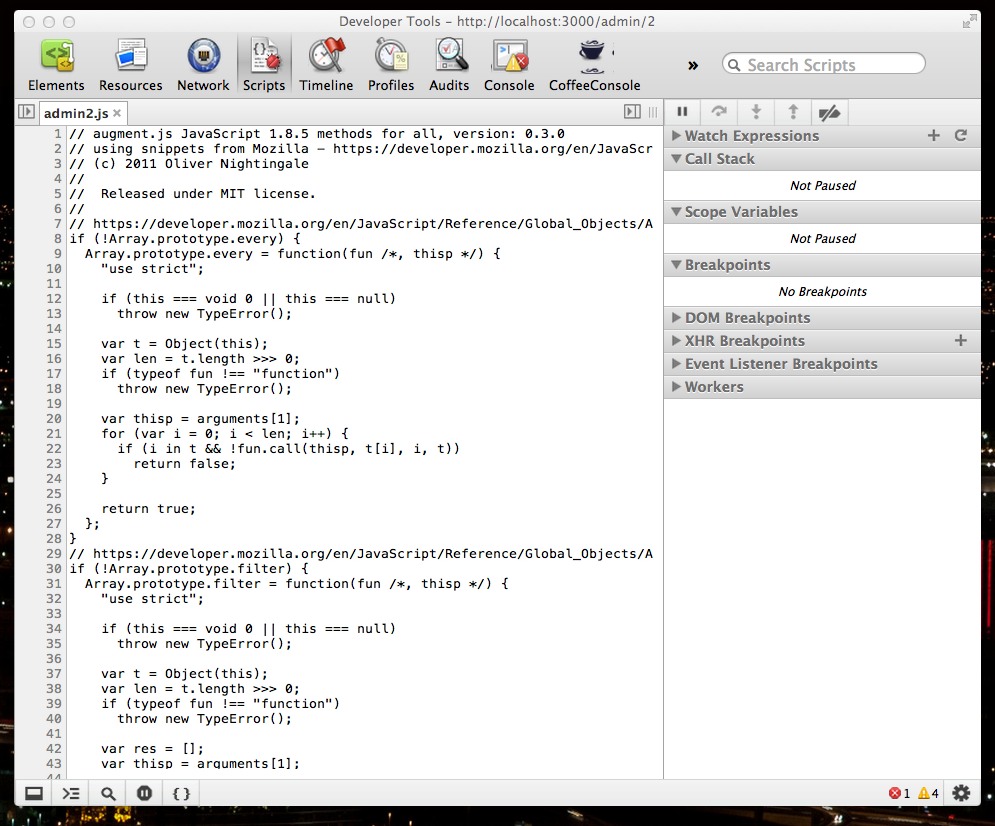 Developer Tools - http://localhost:3000/admin/2
Elements Resources Network Scripts Timeline Profiles Audits Console CoffeeConsole » Search Scripts
admin2.js ×
1 // augment.js JavaScript 1.8.5 methods for all, version: 0.3.0
2 // using snippets from Mozilla - https://developer.mozilla.org/en/JavaScr
3 // (c) 2011 Oliver Nightingale
4 //
5 //  Released under MIT license.
6 //
7 // https://developer.mozilla.org/en/JavaScript/Reference/Global_Objects/A
8 if (!Array.prototype.every) {
9   Array.prototype.every = function(fun /*, thisp */) {
10     "use strict";
11
12     if (this === void 0 || this === null)
13       throw new TypeError();
14
15     var t = Object(this);
16     var len = t.length >>> 0;
17     if (typeof fun !== "function")
18       throw new TypeError();
19
20     var thisp = arguments[1];
21     for (var i = 0; i < len; i++) {
22       if (i in t && !fun.call(thisp, t[i], i, t))
23         return false;
24     }
25
26     return true;
27   };
28 }
29 // https://developer.mozilla.org/en/JavaScript/Reference/Global_Objects/A
30 if (!Array.prototype.filter) {
31   Array.prototype.filter = function(fun /*, thisp */) {
32     "use strict";
33
34     if (this === void 0 || this === null)
35       throw new TypeError();
36
37     var t = Object(this);
38     var len = t.length >>> 0;
39     if (typeof fun !== "function")
40       throw new TypeError();
41
42     var res = [];
43     var thisp = arguments[1];
44
Watch Expressions
Call Stack
Not Paused
Scope Variables
Not Paused
Breakpoints
No Breakpoints
DOM Breakpoints
XHR Breakpoints
Event Listener Breakpoints
Workers
{ } 1 4